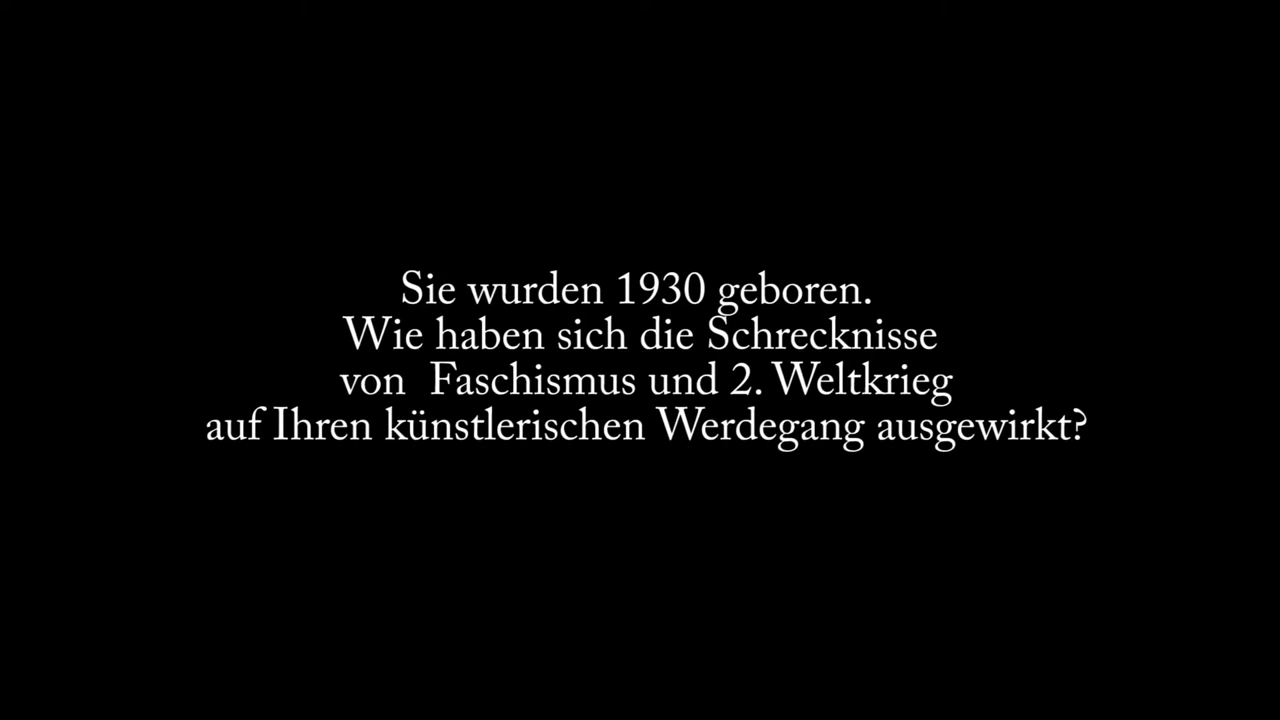 Sie wurden 1930 geboren.
Wie haben sich die Schrecknisse
von  Faschismus und 2. Weltkrieg
auf Ihren künstlerischen Werdegang ausgewirkt?